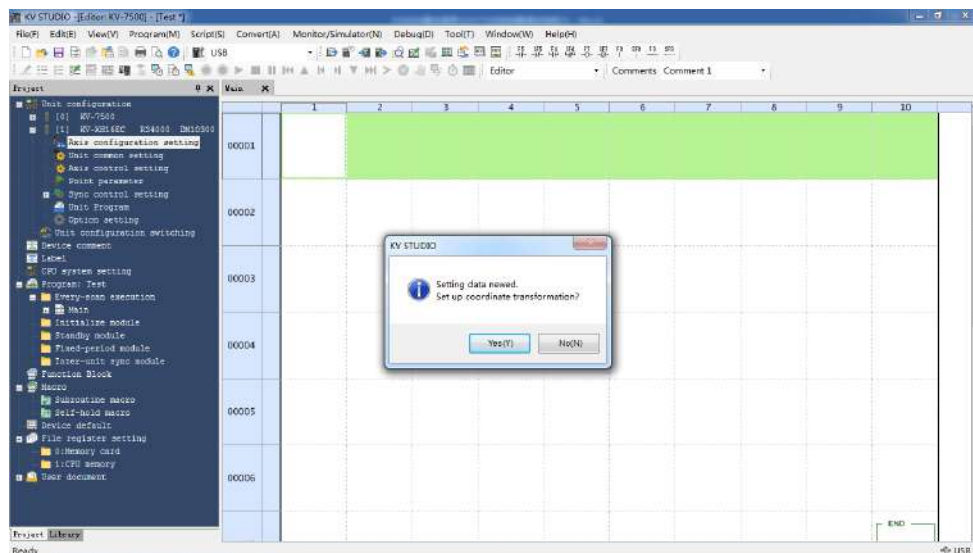 KV STUDIO -[Editor: KV-7500] - [Test *]
File(F) Edit(E) View(V) Program(M) Script(S) Convert(A) Monitor/Simulator(N) Debug(D) Tool(T) Window(W) Help(H)
USB
Editor Comments Comment 1
Project Main
1 2 3 4 5 6 7 8 9 10
Unit configuration
[0] KV-7500
[1] KV-XH16EC R34000 DM10300
Axis configuration setting
Unit common setting
Axis control setting
Point parameter
Sync control setting
Unit Program
Option setting
Unit configuration switching
Device comment
Label
CPU system setting
Program: Test
Every-scan execution
Main
Initialize module
Standby module
Fixed-period module
Inter-unit sync module
Function Block
Macro
Subroutine macro
Self-hold macro
Device default
File register setting
0:Memory card
1:CPU memory
User document
00001
00002
00003
00004
00005
00006
KV STUDIO
Setting data newed.
Set up coordinate transformation?
Yes(Y) No(N)
END
Project Library
Ready USB